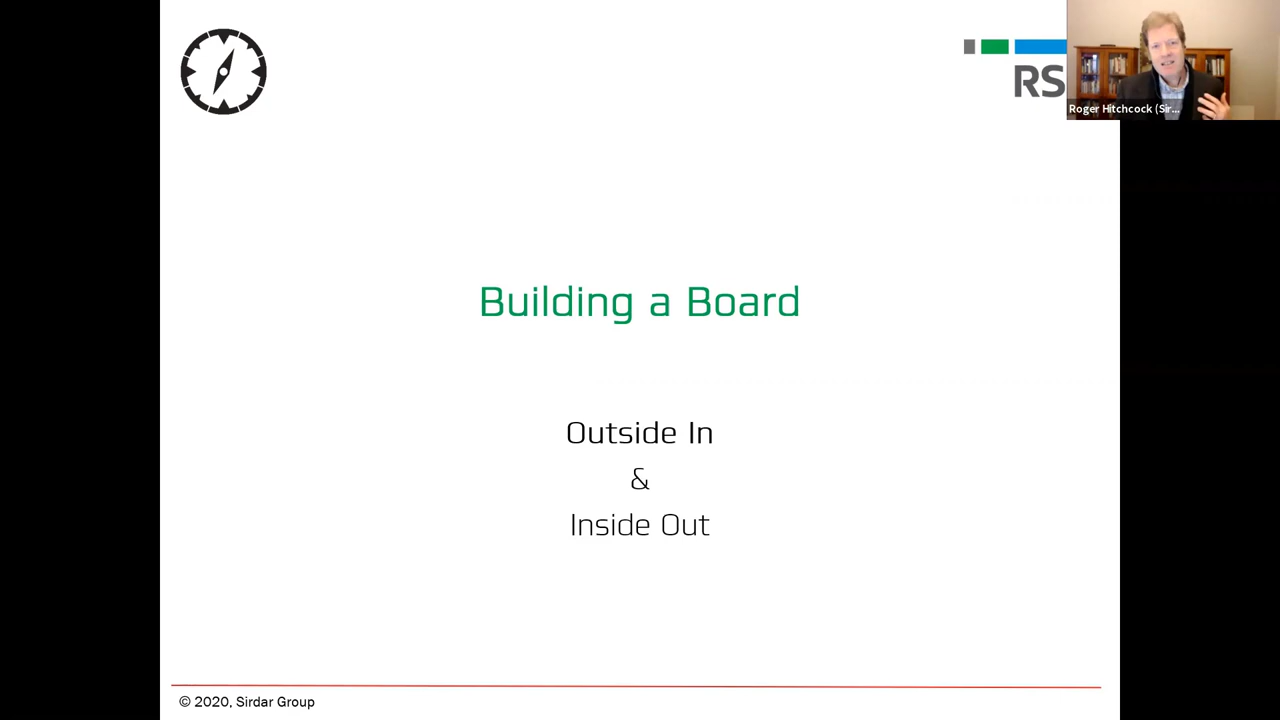 RS
Roger Hitchcock (Sir...
Building a Board
Outside In
&
Inside Out
© 2020, Sirdar Group